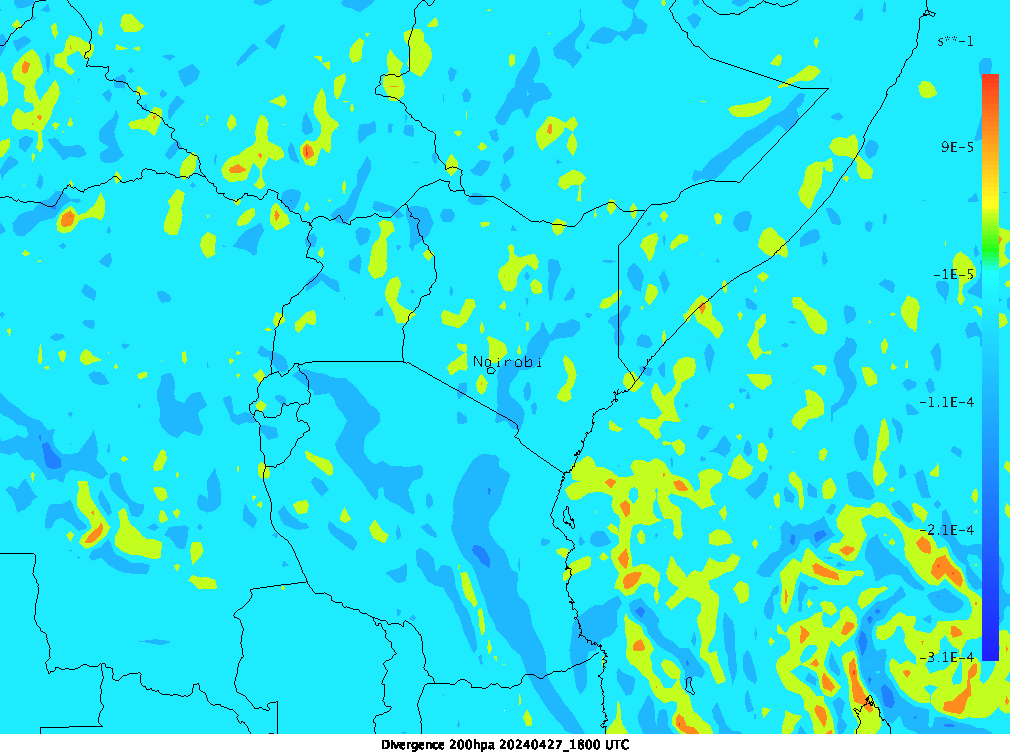 s**-1
9E-5
-1E-5
Nairobi
-1.1E-4
-2.1E-4
-3.1E-4
Divergence 200hpa 20240427_1800 UTC